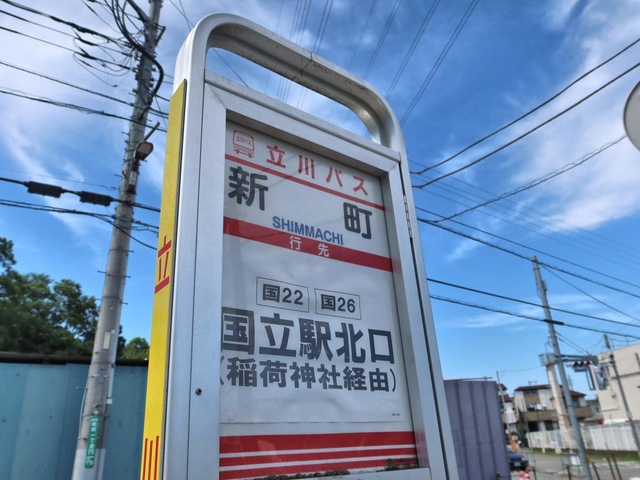 立川バス
新町
SHIMMACHI
行先
国22 国26
国立駅北口
(稲荷神社経由)
立
川